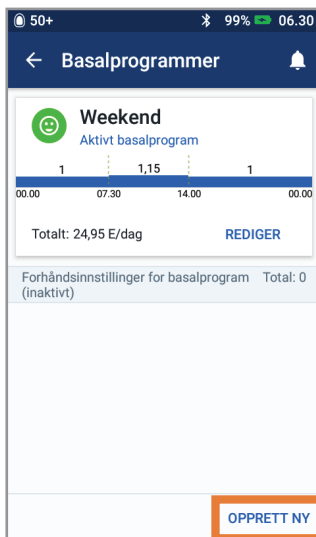 50+ 99% 06.30
Basalprogrammer
Weekend
Aktivt basalprogram
1 1,15 1
00.00 07.30 14.00 00.00
Totalt: 24,95 E/dag REDIGER
Forhåndsinnstillinger for basalprogram Total: 0
(inaktivt)
OPPRETT NY